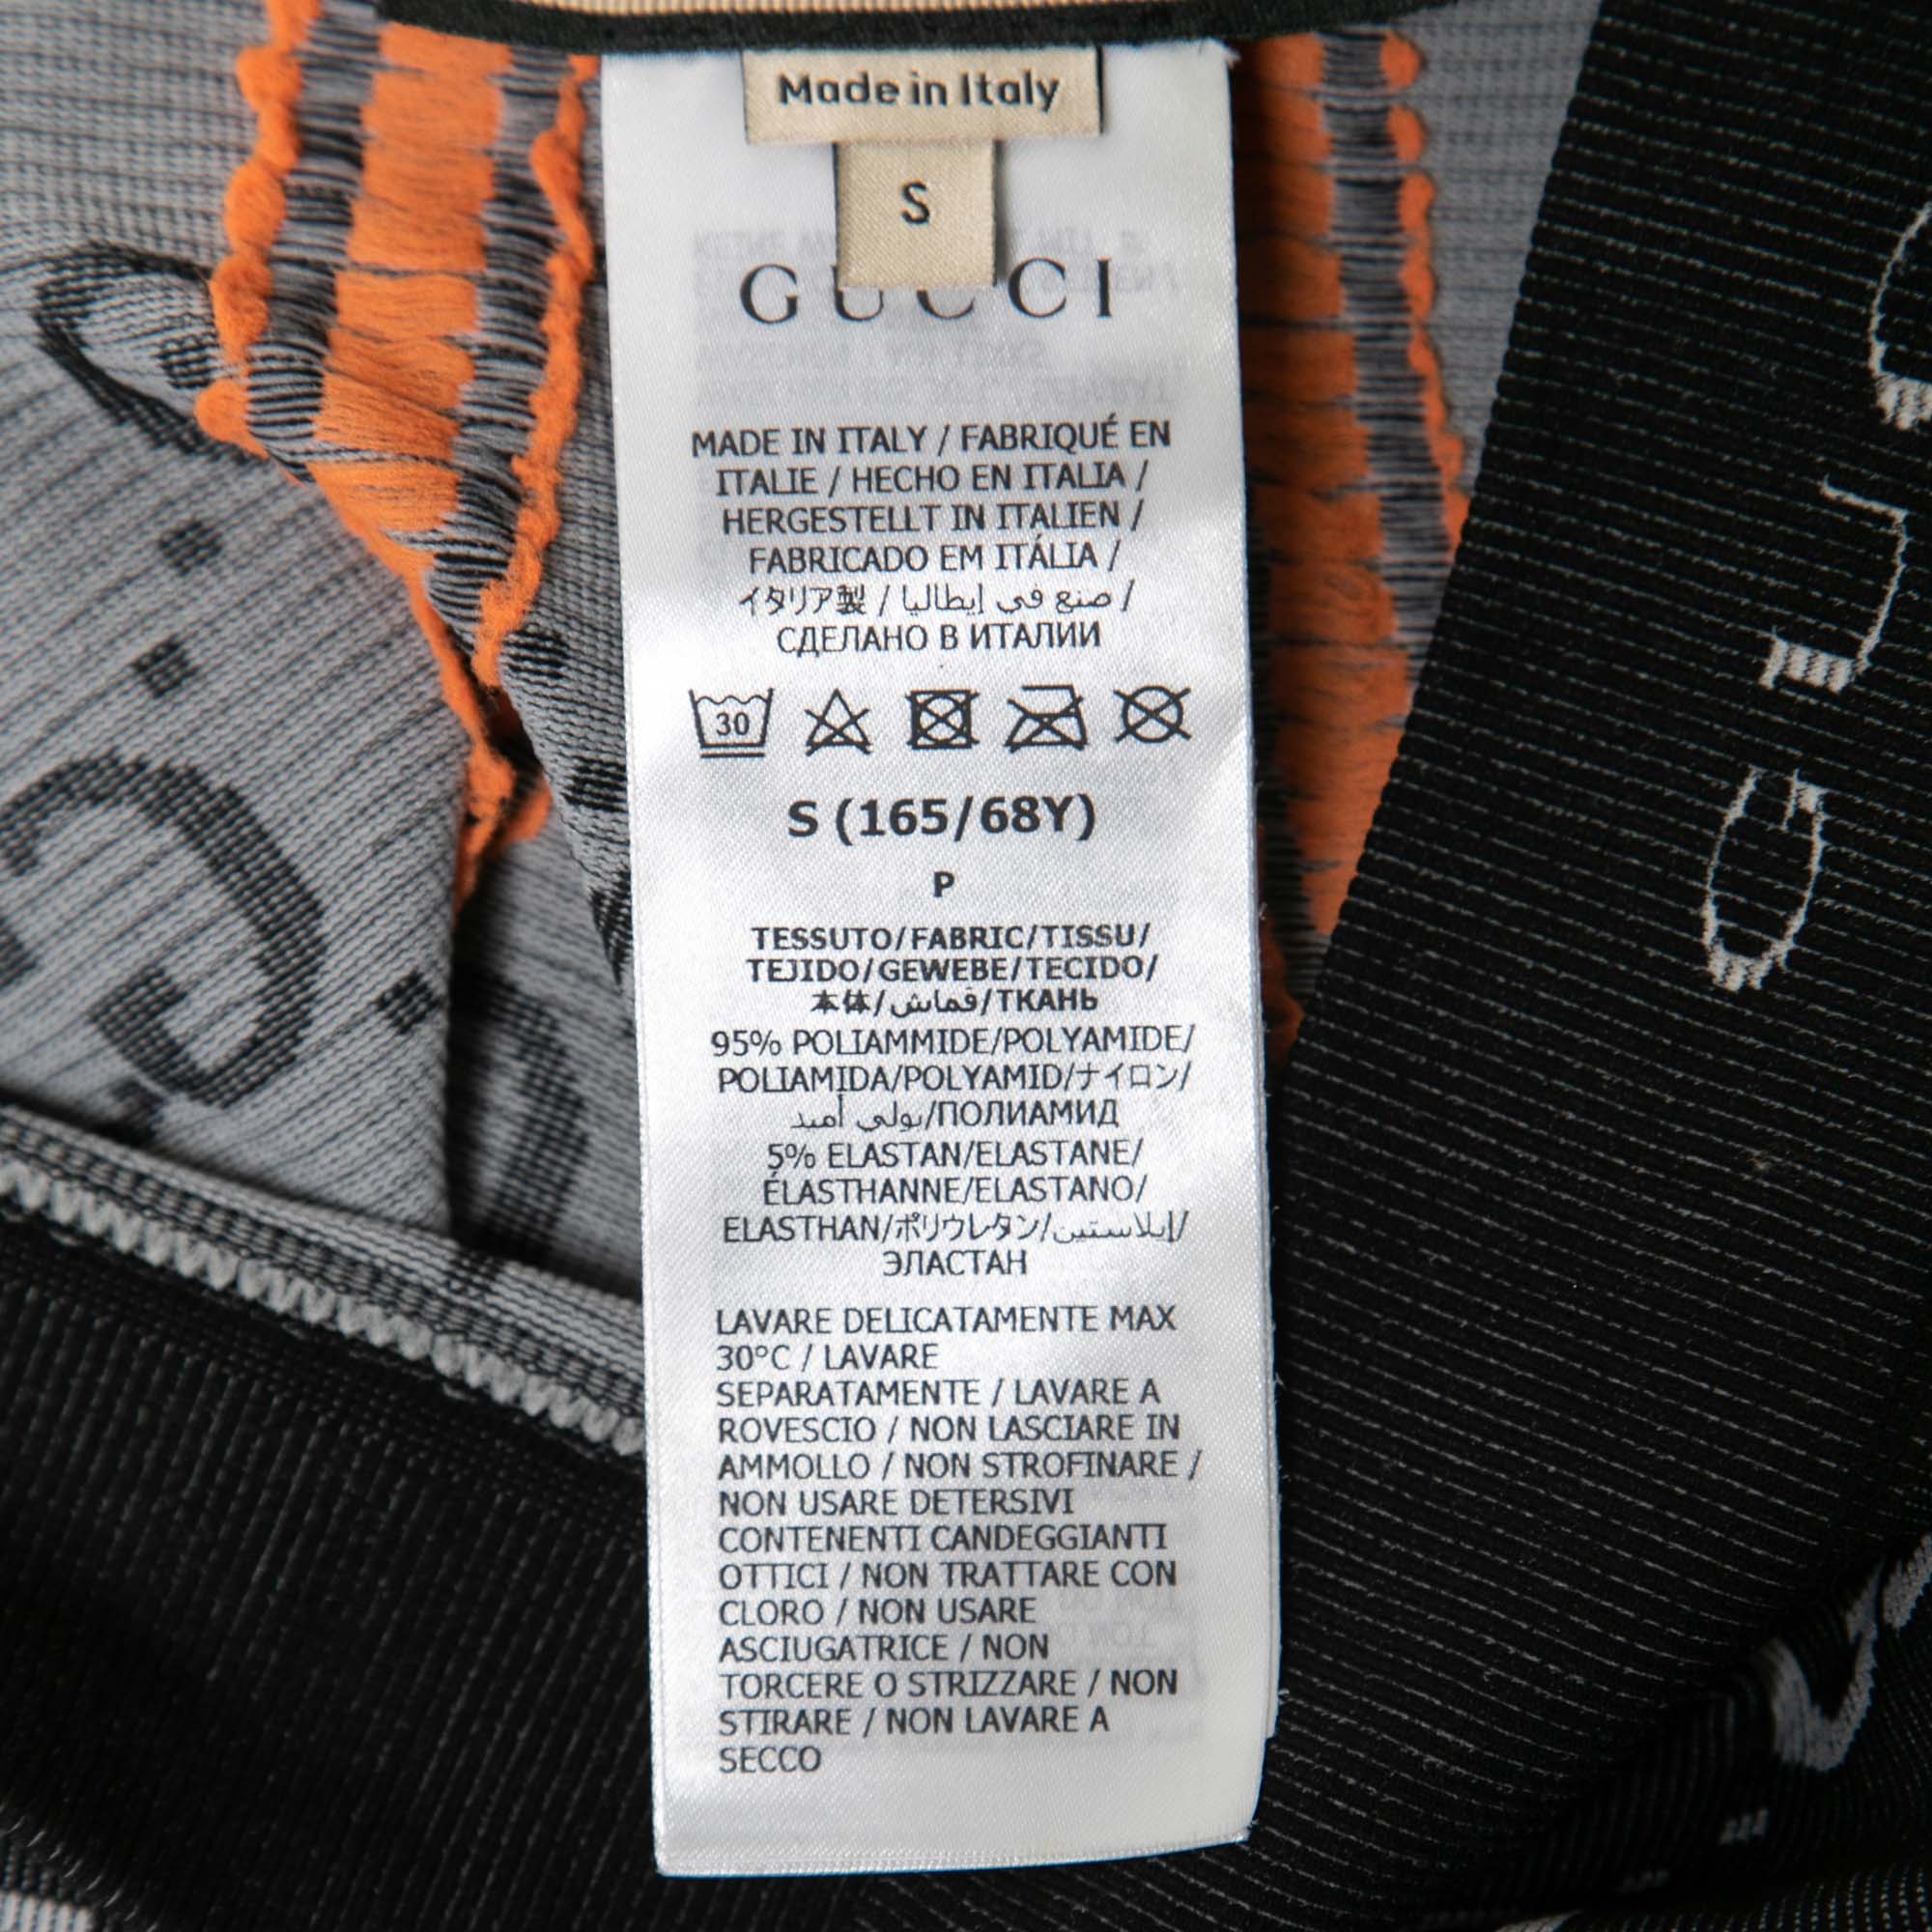 Made in Italy
S
GUCCI
MADE IN ITALY / FABRIQUÉ EN
ITALIE / HECHO EN ITALIA /
HERGESTELLT IN ITALIEN /
FABRICADO EM ITÁLIA /
イタリア製 / صنع في إيطاليا /
СДЕЛАНО В ИТАЛИИ
30
S (165/68Y)
P
TESSUTO/FABRIC/TISSU/
TEJIDO/GEWEBE/TECIDO/
本体/قماش/ТКАНЬ
95% POLIAMMIDE/POLYAMIDE/
POLIAMIDA/POLYAMID/ナイロン/
بولي أميد/ПОЛИАМИД
5% ELASTAN/ELASTANE/
ÉLASTHANNE/ELASTANO/
ELASTHAN/ポリウレタン/إيلاستين/
ЭЛАСТАН
LAVARE DELICATAMENTE MAX
30°C / LAVARE
SEPARATAMENTE / LAVARE A
ROVESCIO / NON LASCIARE IN
AMMOLLO / NON STROFINARE /
NON USARE DETERSIVI
CONTENENTI CANDEGGIANTI
OTTICI / NON TRATTARE CON
CLORO / NON USARE
ASCIUGATRICE / NON
TORCERE O STRIZZARE / NON
STIRARE / NON LAVARE A
SECCO